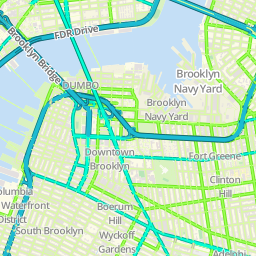 FDR Drive
Brooklyn Bridge
DUMBO
Brooklyn
Navy Yard
Brooklyn
Navy Yard
Downtown
Brooklyn
Fort Greene
Clinton
Hill
Columbia
Waterfront
District
South Brooklyn
Boerum
Hill
Wyckoff
Gardens